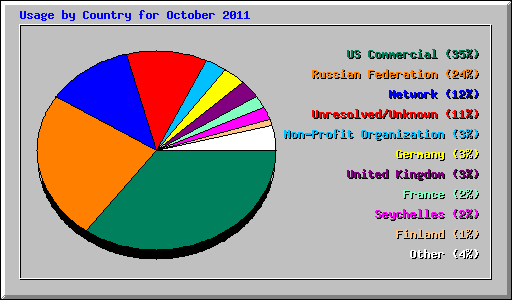 Usage by Country for October 2011
US Commercial (35%)
Russian Federation (24%)
Network (12%)
Unresolved/Unknown (11%)
Non-Profit Organization (3%)
Germany (3%)
United Kingdom (3%)
France (2%)
Seychelles (2%)
Finland (1%)
Other (4%)